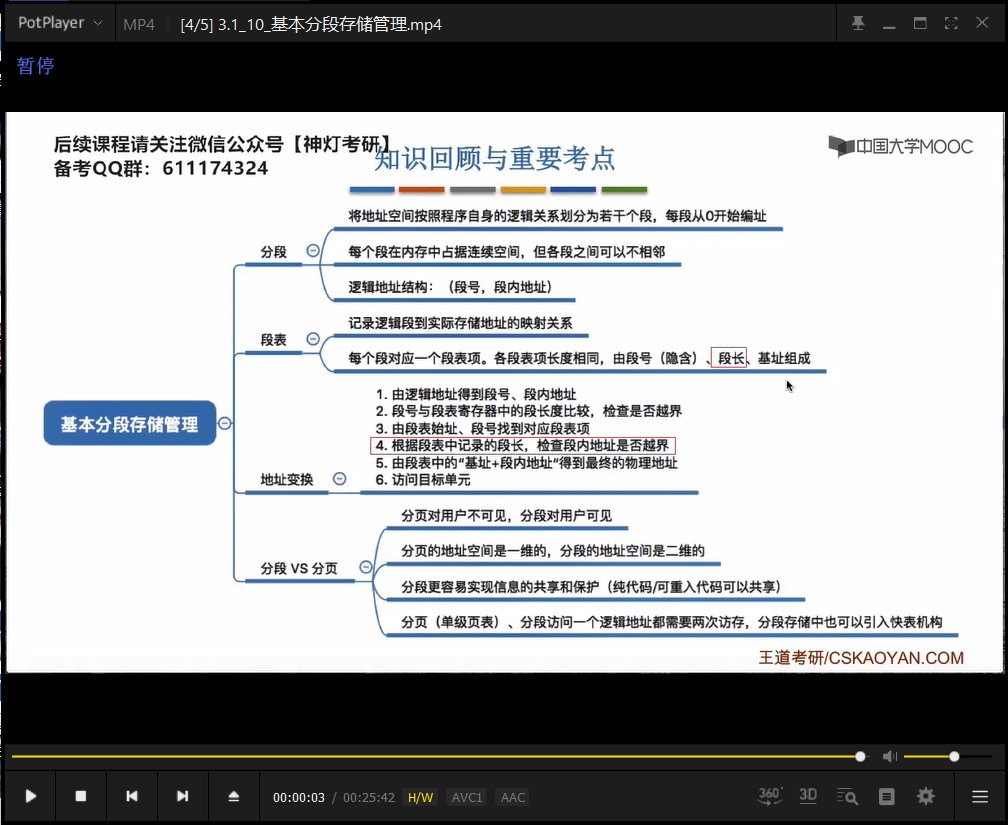 PotPlayer
MP4
[4/5] 3.1_10_基本分段存储管理.mp4
暂停
后续课程请关注微信公众号【神灯考研】
备考QQ群：611174324
知识回顾与重要考点
中国大学MOOC
将地址空间按照程序自身的逻辑关系划分为若干个段，每段从0开始编址
分段
每个段在内存中占据连续空间，但各段之间可以不相邻
逻辑地址结构：（段号，段内地址）
记录逻辑段到实际存储地址的映射关系
段表
每个段对应一个段表项。各段表项长度相同，由段号（隐含）、段长、基址组成
基本分段存储管理
1. 由逻辑地址得到段号、段内地址
2. 段号与段表寄存器中的段长度比较，检查是否越界
3. 由段表始址、段号找到对应段表项
4. 根据段表中记录的段长，检查段内地址是否越界
5. 由段表中的“基址+段内地址”得到最终的物理地址
6. 访问目标单元
地址变换
分页对用户不可见，分段对用户可见
分页的地址空间是一维的，分段的地址空间是二维的
分段 VS 分页
分段更容易实现信息的共享和保护（纯代码/可重入代码可以共享）
分页（单级页表）、分段访问一个逻辑地址都需要两次访存，分段存储中也可以引入快表机构
王道考研/CSKAOYAN.COM
00:00:03 / 00:25:42 H/W AVC1 AAC
360° 3D